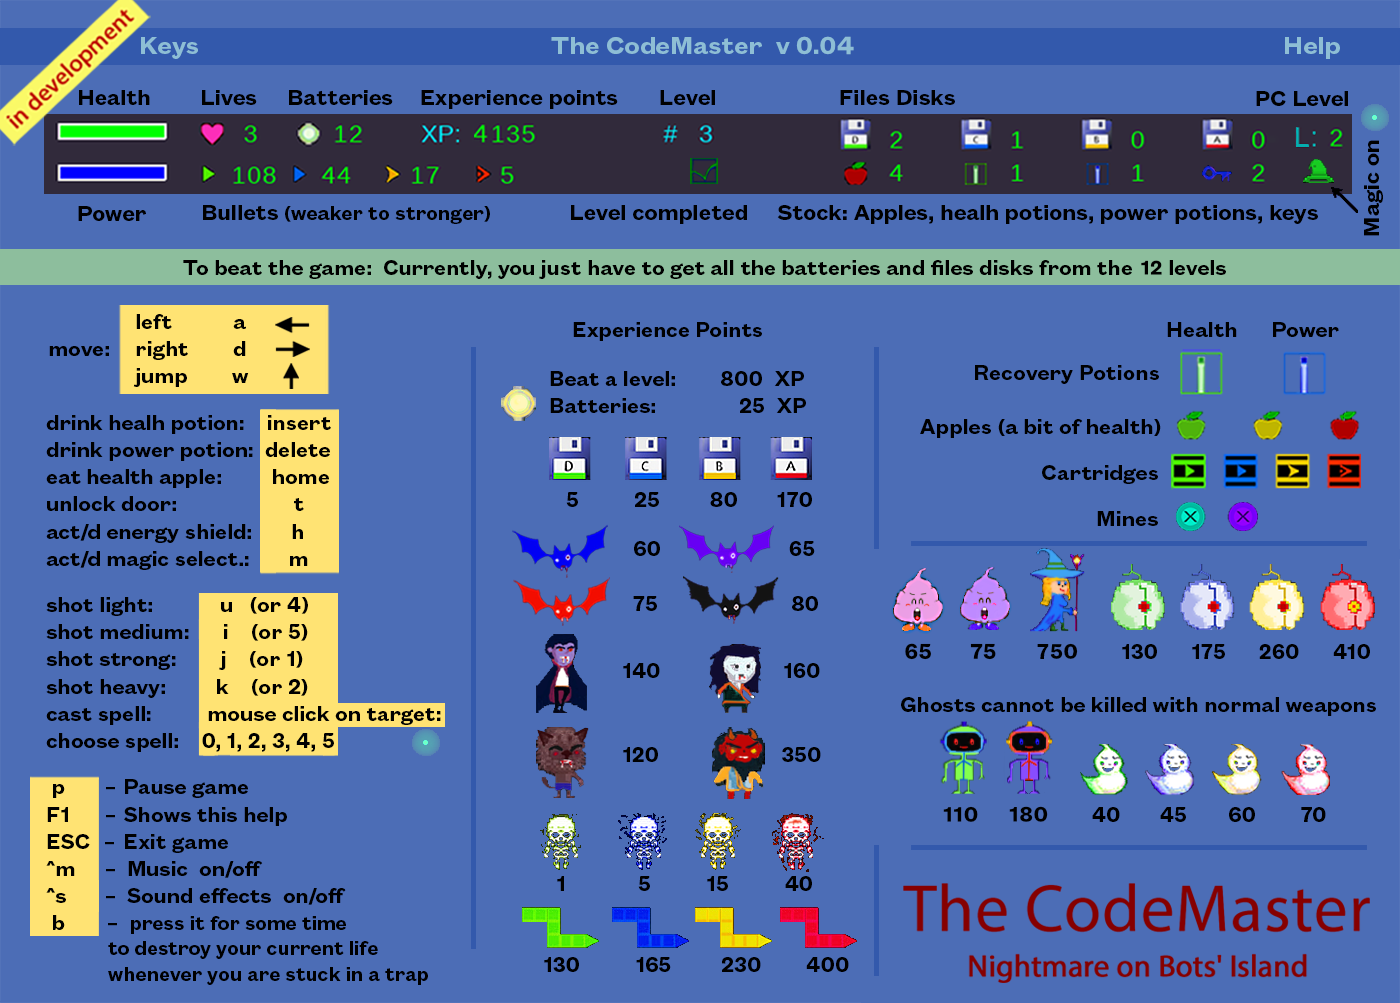 in development
Keys
The CodeMaster v 0.04
Help
Health Lives Batteries Experience points Level Files Disks PC Level
3 12 XP: 4135 # 3 D 2 C 1 B 0 A 0 L: 2
108 44 17 5 4 1 1 2
Magic on
Power Bullets (weaker to stronger) Level completed Stock: Apples, healh potions, power potions, keys
To beat the game: Currently, you just have to get all the batteries and files disks from the 12 levels
move:
left a
right d
jump w
drink healh potion: insert
drink power potion: delete
eat health apple: home
unlock door: t
act/d energy shield: h
act/d magic select.: m
shot light: u (or 4)
shot medium: i (or 5)
shot strong: j (or 1)
shot heavy: k (or 2)
cast spell: mouse click on target:
choose spell: 0, 1, 2, 3, 4, 5
p – Pause game
F1 – Shows this help
ESC – Exit game
^m – Music on/off
^s – Sound effects on/off
b – press it for some time
to destroy your current life
whenever you are stuck in a trap
Experience Points
Beat a level: 800 XP
Batteries: 25 XP
D C B A
5 25 80 170
60 65
75 80
140 160
120 350
1 5 15 40
130 165 230 400
Health Power
Recovery Potions
Apples (a bit of health)
Cartridges
Mines
65 75 750 130 175 260 410
Ghosts cannot be killed with normal weapons
110 180 40 45 60 70
The CodeMaster
Nightmare on Bots' Island